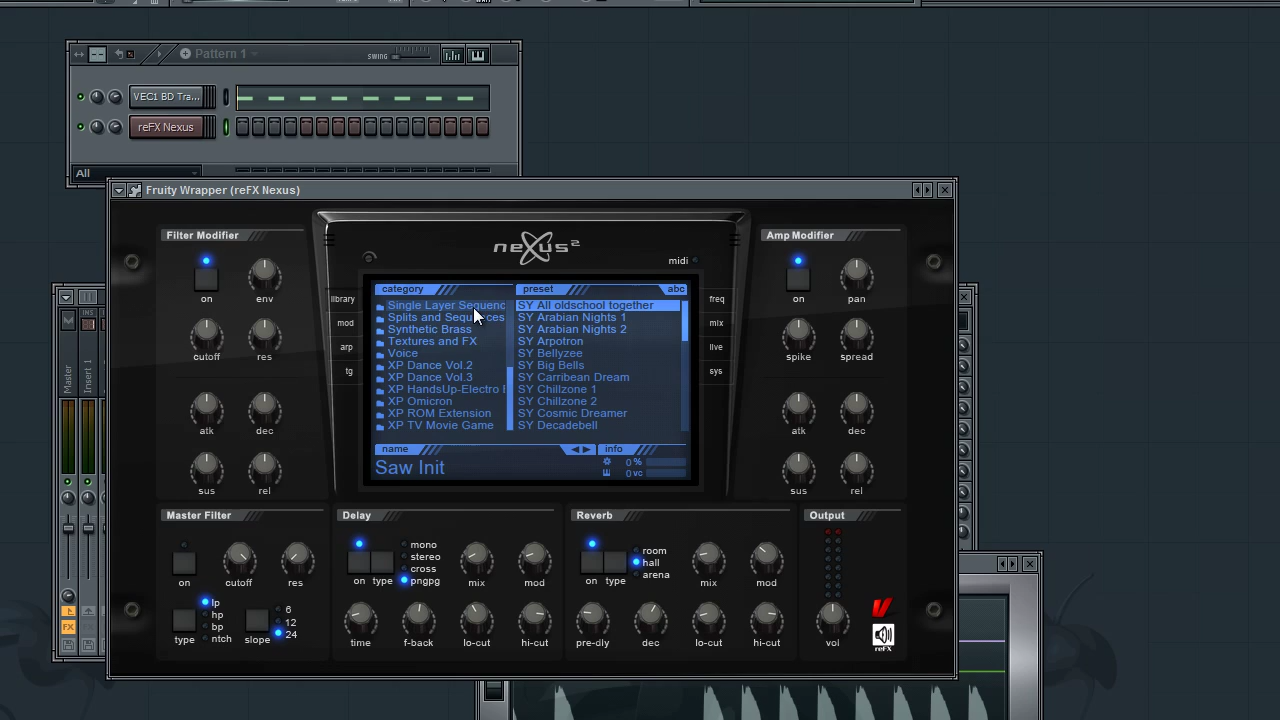 Pattern 1
SWING
VEC1 BD Tra...
reFX Nexus
All
Fruity Wrapper (reFX Nexus)
Filter Modifier
on
env
cutoff
res
atk
dec
sus
rel
nexus²
midi
library
mod
arp
tg
category
Single Layer Sequenc
Splits and Sequences
Synthetic Brass
Textures and FX
Voice
XP Dance Vol.2
XP Dance Vol.3
XP HandsUp-Electro
XP Omicron
XP ROM Extension
XP TV Movie Game
preset
abc
SY All oldschool together
SY Arabian Nights 1
SY Arabian Nights 2
SY Arpotron
SY Bellyzee
SY Big Bells
SY Carribean Dream
SY Chillzone 1
SY Chillzone 2
SY Cosmic Dreamer
SY Decadebell
name
Saw Init
info
0 %
0 vc
freq
mix
live
sys
Amp Modifier
on
pan
spike
spread
atk
dec
sus
rel
Master
Insert 1
INS
FX
FX
Master Filter
on
cutoff
res
type
lp
hp
bp
ntch
slope
6
12
24
Delay
on
type
mono
stereo
cross
pngpg
mix
mod
time
f-back
lo-cut
hi-cut
Reverb
on
type
room
hall
arena
mix
mod
pre-dly
dec
lo-cut
hi-cut
Output
vol
reFX